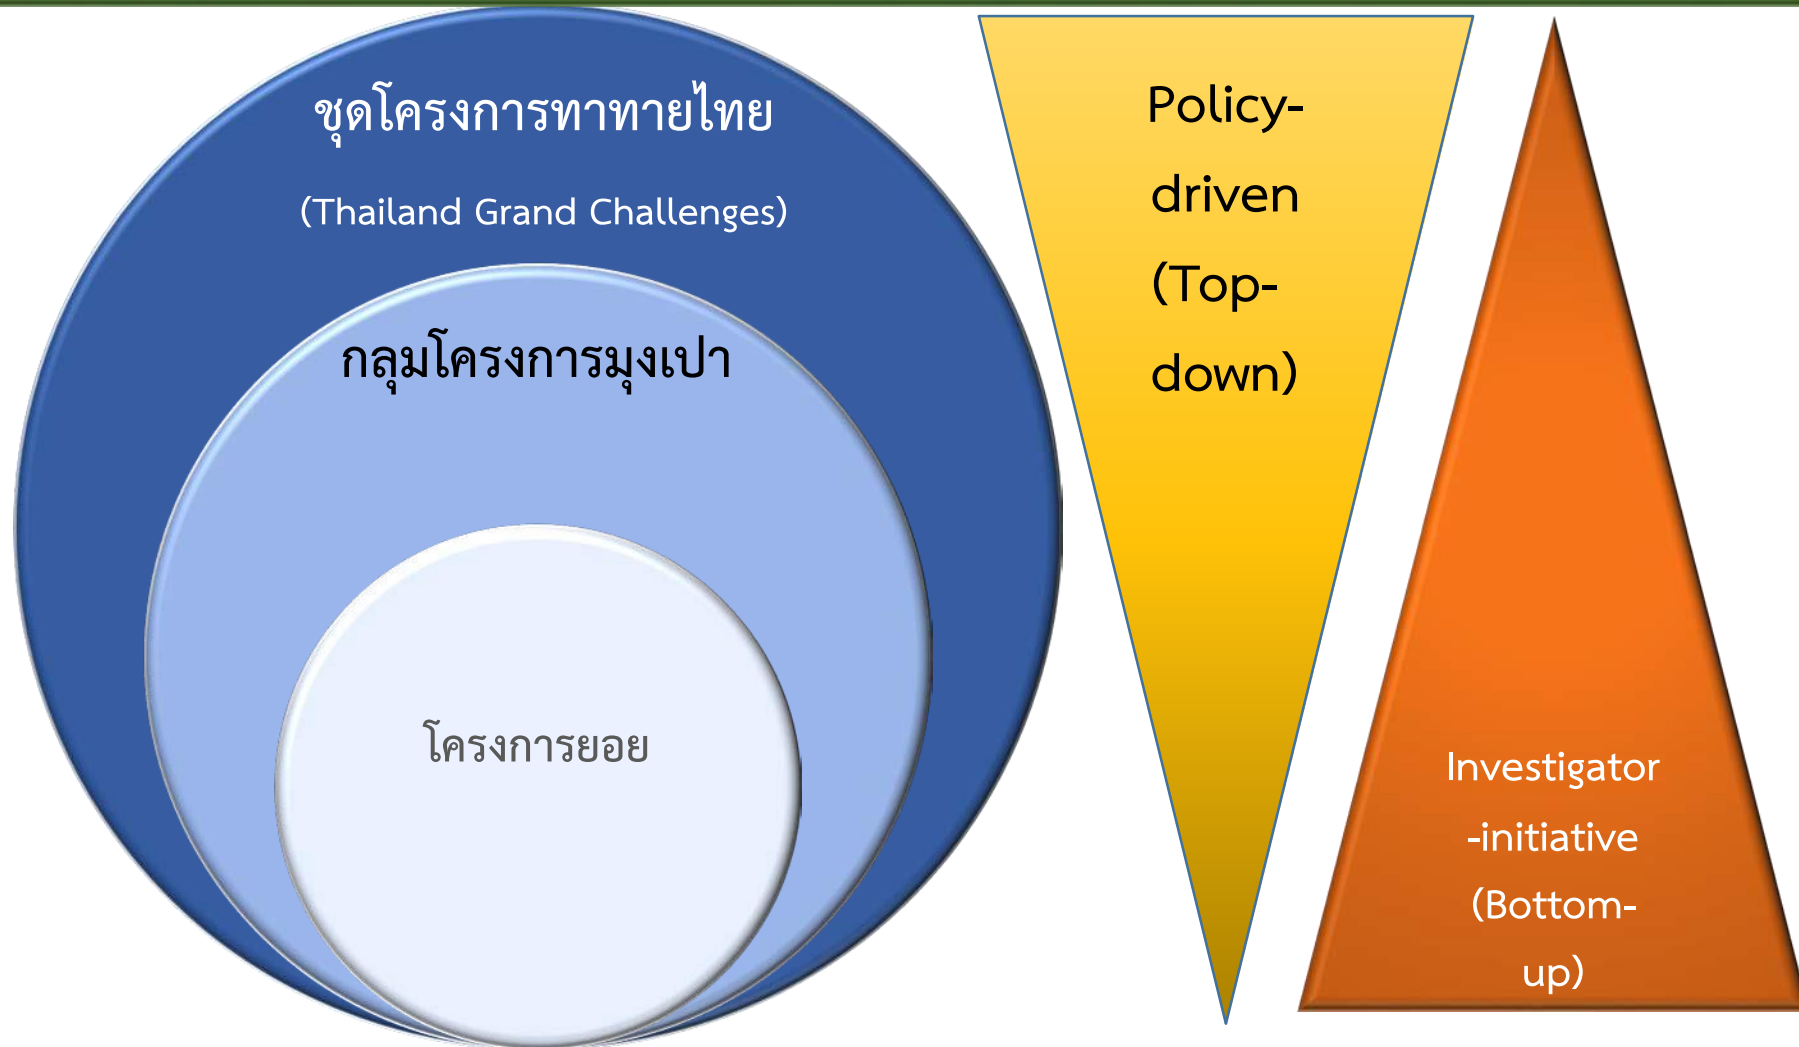 ชุดโครงการทาทายไทย
(Thailand Grand Challenges)
กลุมโครงการมุงเปา
โครงการยอย
Policy-
driven
(Top-
down)
Investigator
-initiative
(Bottom-
up)